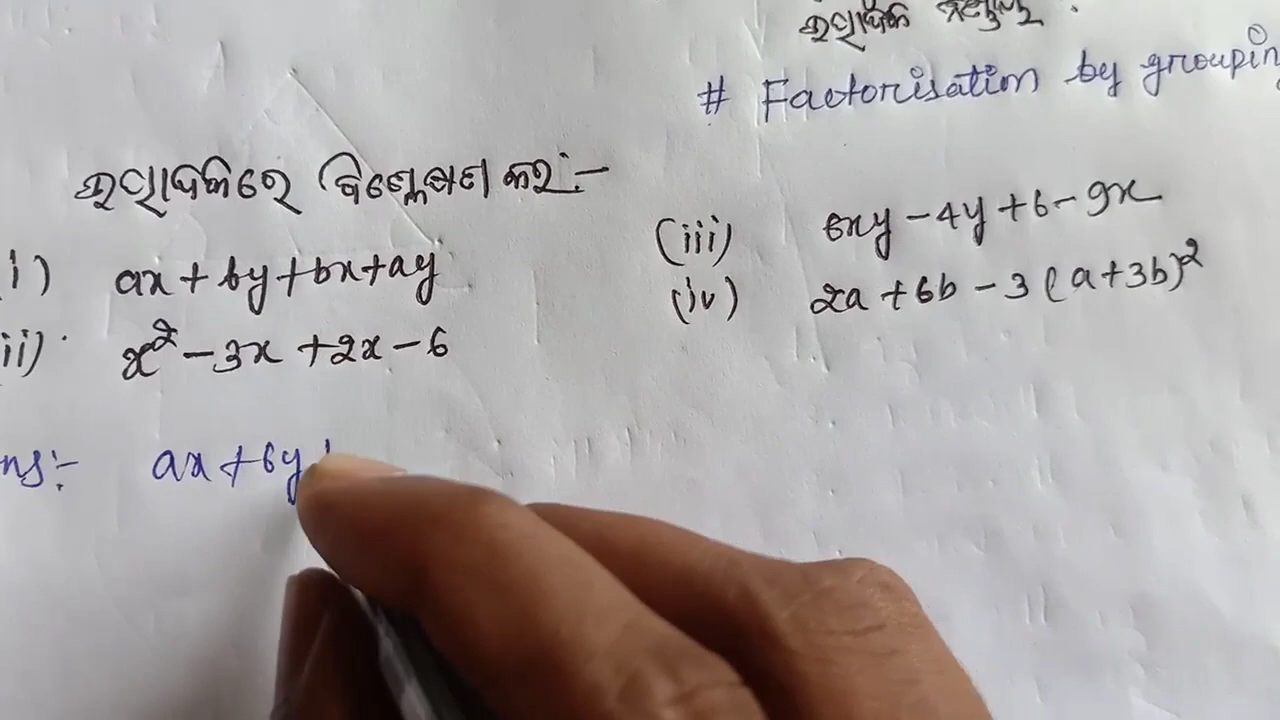 # Factorisation by groupin
ଉତ୍ପାଦକରେ ବିଶ୍ଳେଷଣ କର:-
i) ax + by + bx + ay
ii) x² - 3x + 2x - 6
(iii) 6xy - 4y + 6 - 9x
(iv) 2a + 6b - 3 (a + 3b)²
ns:- ax + by